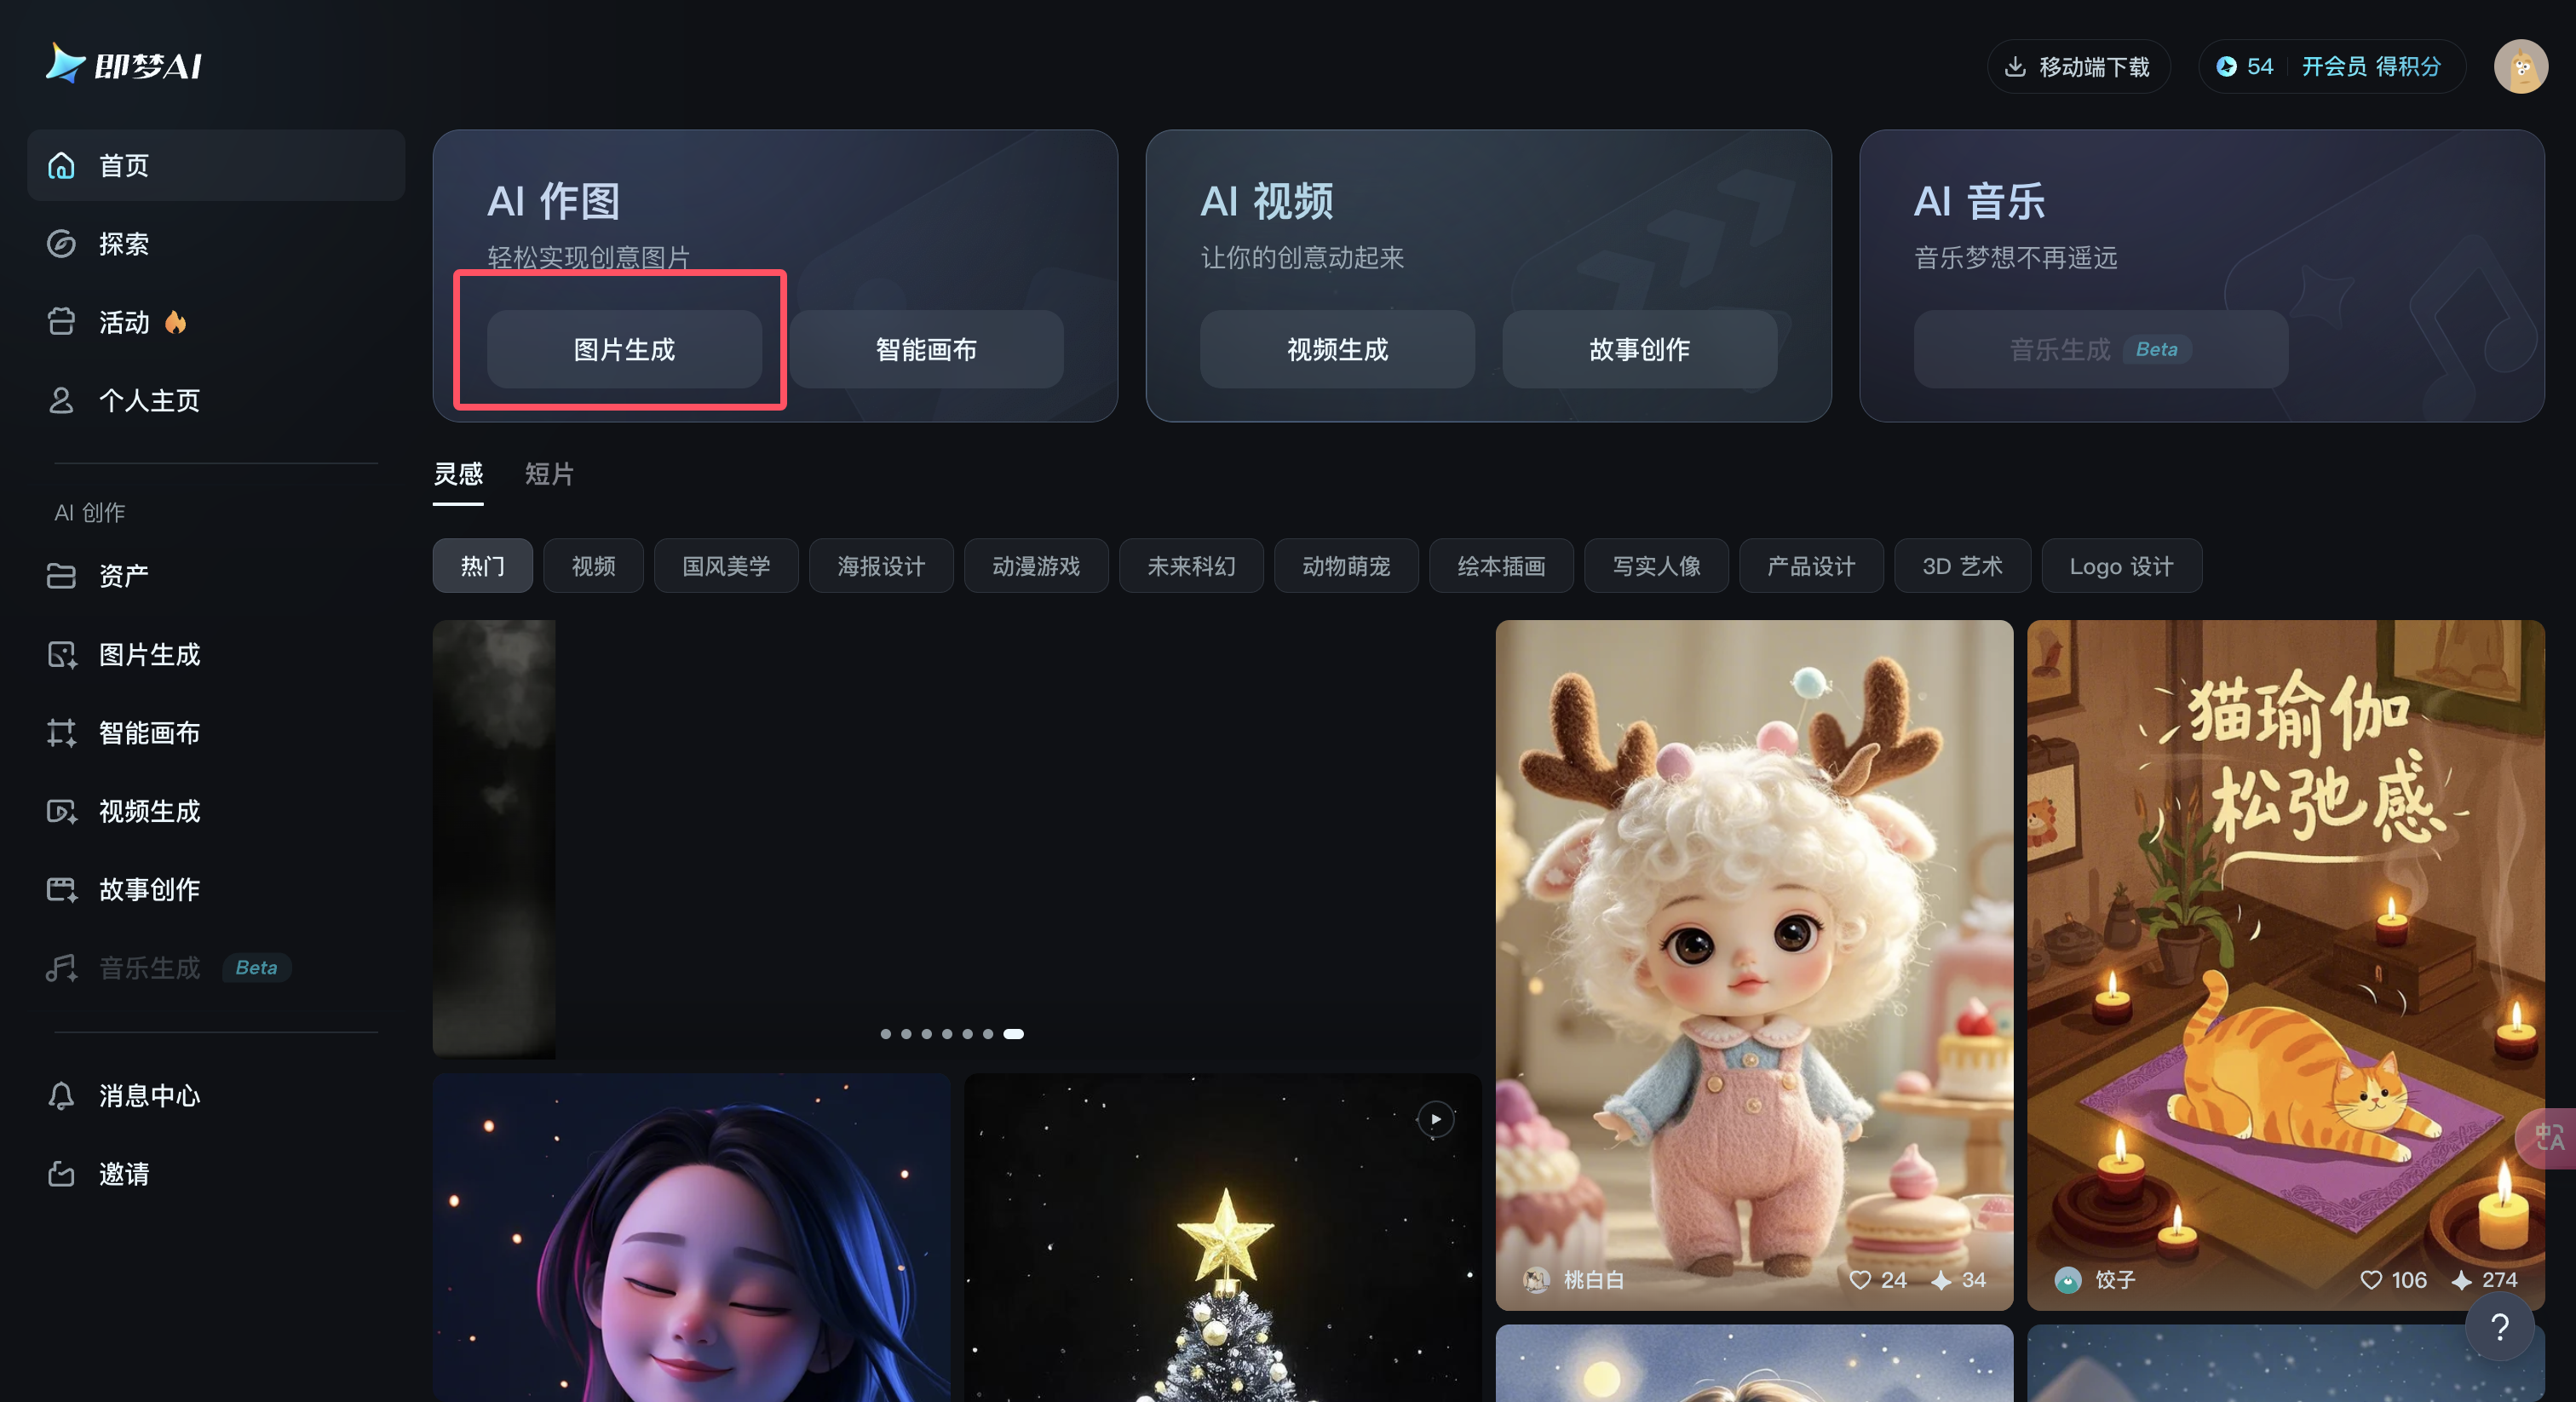 即梦AI
移动端下载
54
开会员 得积分
首页
探索
活动
个人主页
AI 创作
资产
图片生成
智能画布
视频生成
故事创作
音乐生成 Beta
消息中心
邀请
AI 作图
轻松实现创意图片
图片生成
智能画布
AI 视频
让你的创意动起来
视频生成
故事创作
AI 音乐
音乐梦想不再遥远
音乐生成 Beta
灵感
短片
热门
视频
国风美学
海报设计
动漫游戏
未来科幻
动物萌宠
绘本插画
写实人像
产品设计
3D 艺术
Logo 设计
桃白白
24
34
猫瑜伽
松弛感
饺子
106
274
中A
?